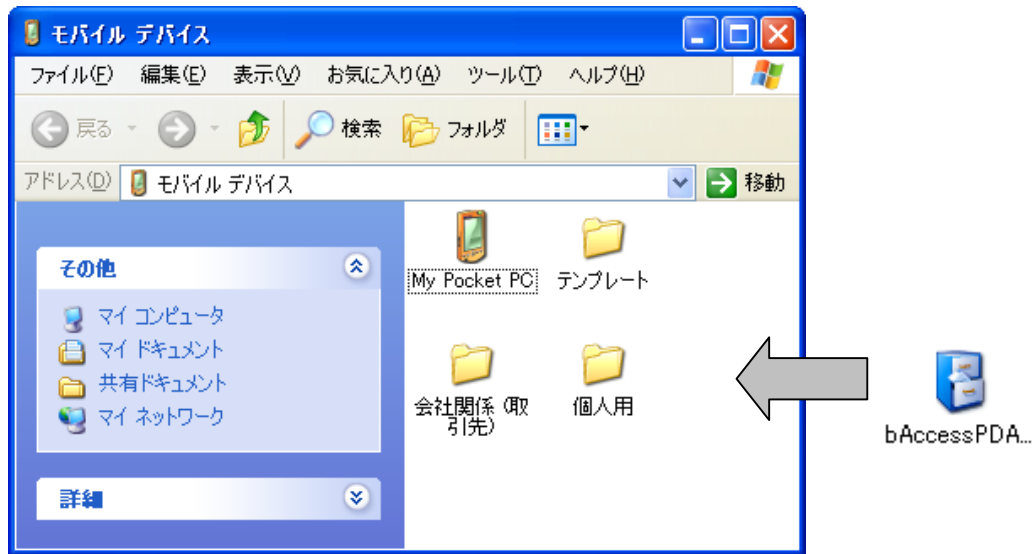 モバイル デバイス
ファイル(F) 編集(E) 表示(V) お気に入り(A) ツール(T) ヘルプ(H)
戻る 検索 フォルダ
アドレス(D) モバイル デバイス 移動
その他
マイ コンピュータ
マイ ドキュメント
共有ドキュメント
マイ ネットワーク
詳細
My Pocket PC テンプレート
会社関係 (取
引先)
個人用
bAccessPDA...